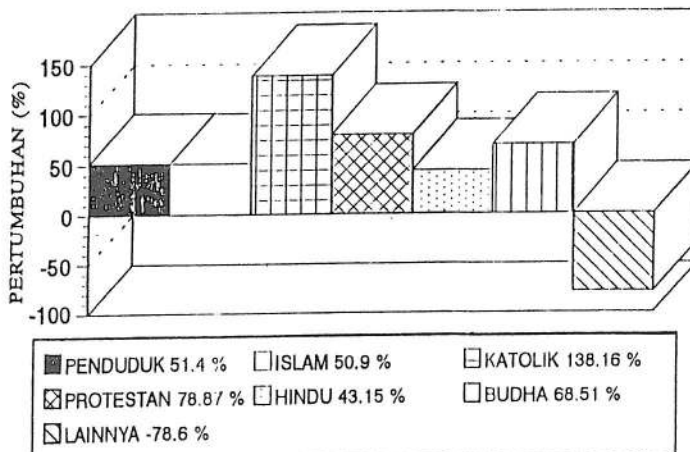 PERTUMBUHAN (%)
150
100
50
0
-50
-100
PENDUDUK 51.4 % ISLAM 50.9 % KATOLIK 138.16 %
PROTESTAN 78.87 % HINDU 43.15 % BUDHA 68.51 %
LAINNYA -78.6 %